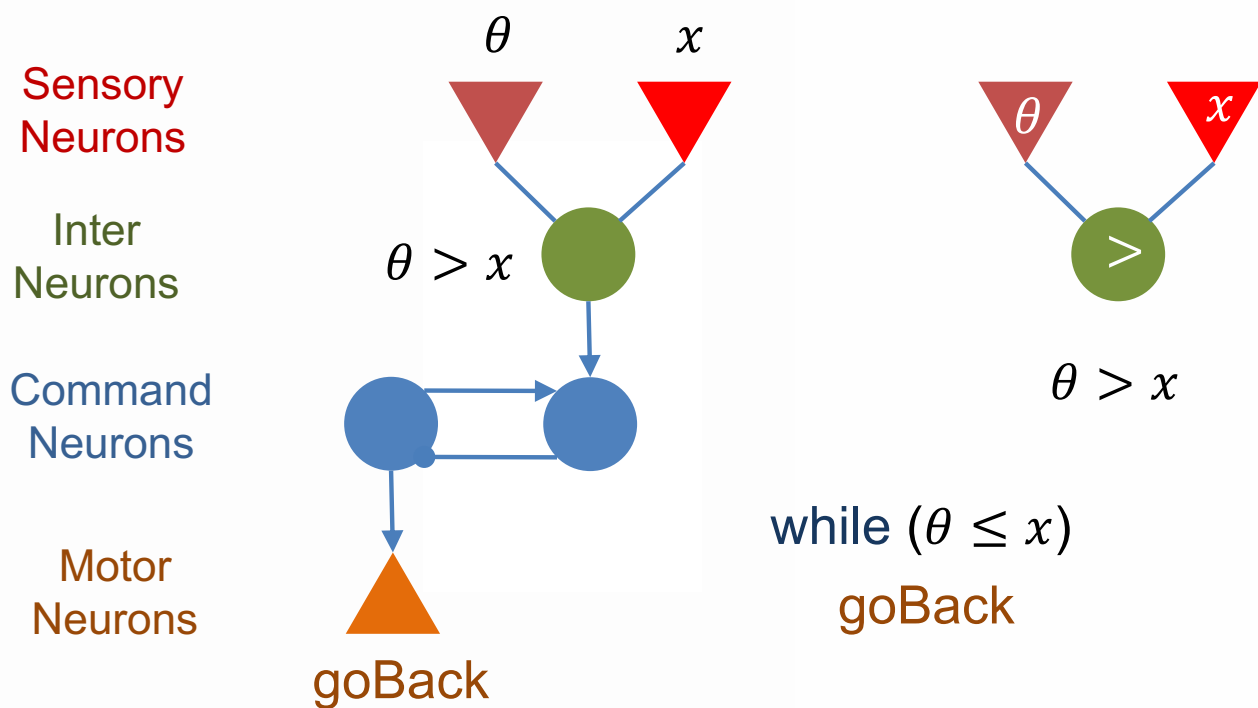 θ
x
Sensory
Neurons
θ
x
Inter
Neurons
θ > x
>
Command
Neurons
θ > x
while (θ ≤ x)
goBack
Motor
Neurons
goBack